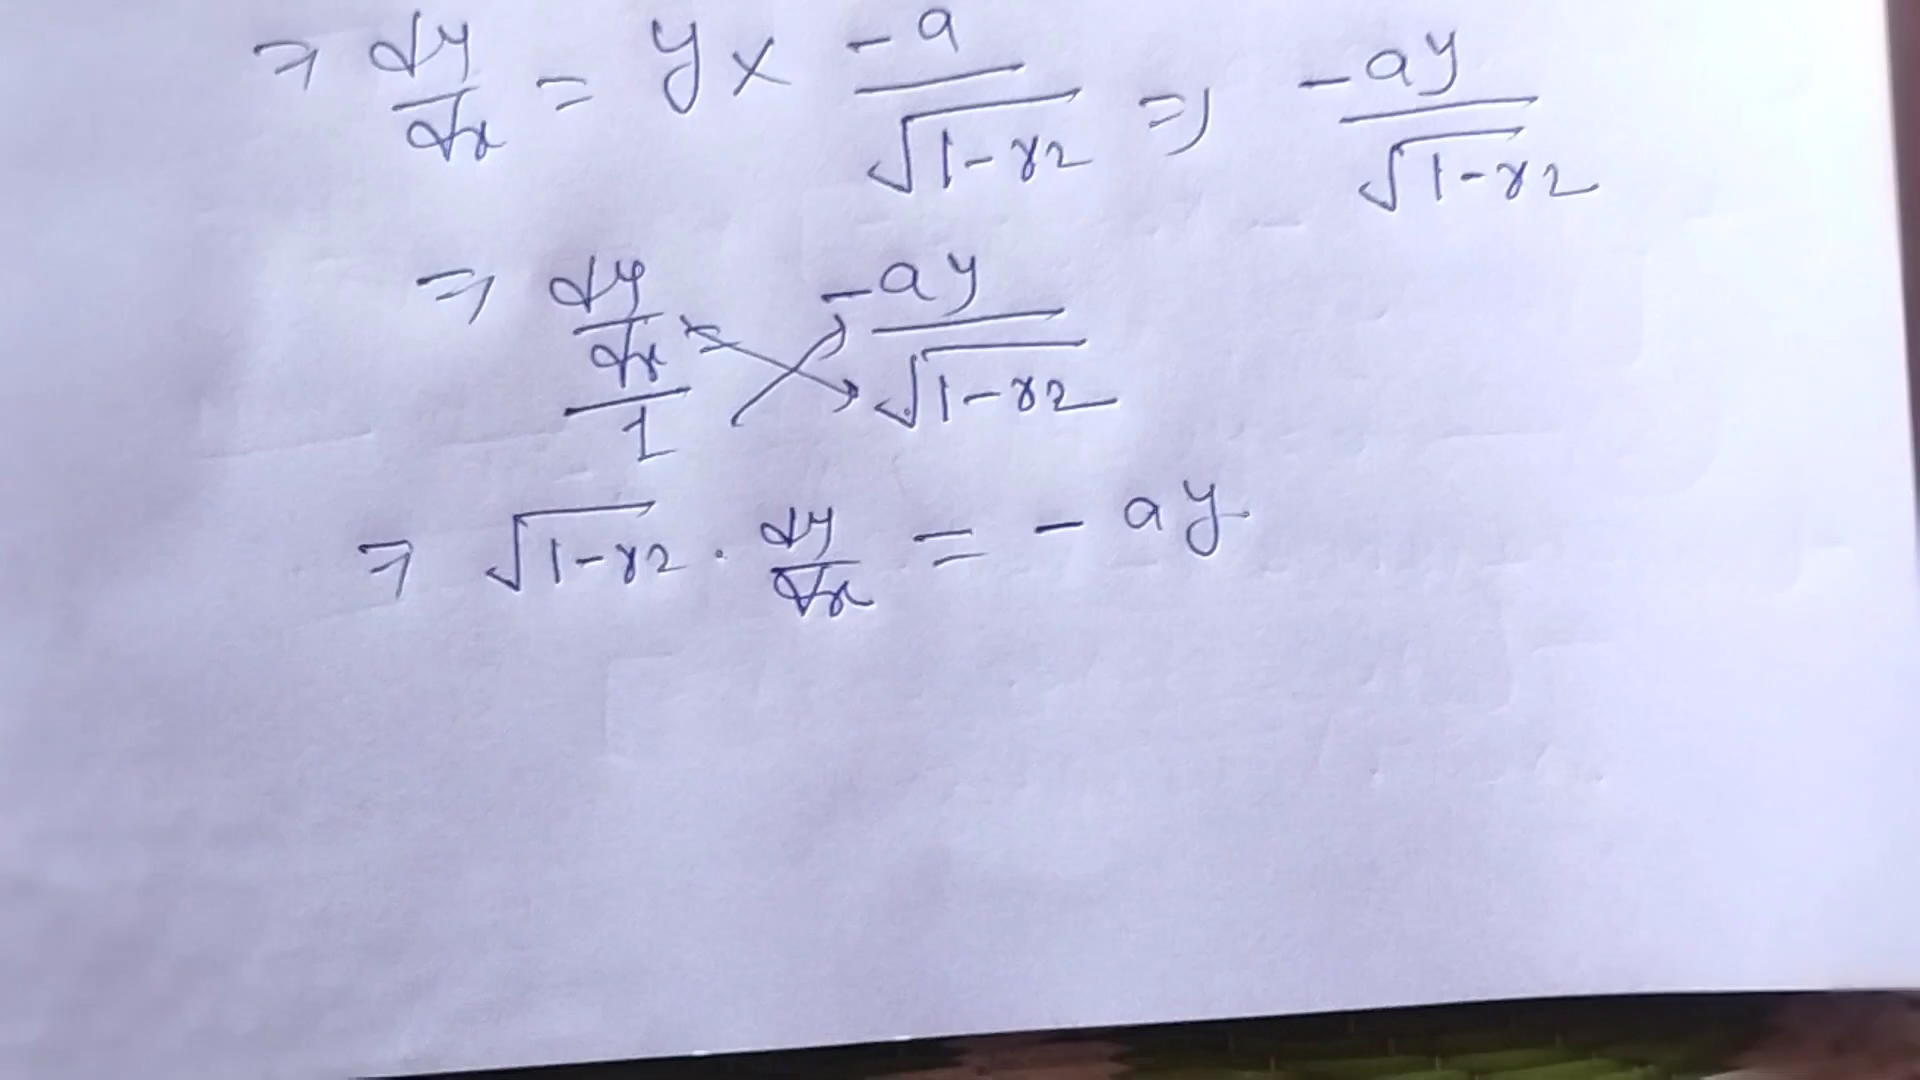 ⇒ dy/dx = y × -a/√1-x2 ⇒ -ay/√1-x2
⇒ dy/dx/1 = -ay/√1-x2
⇒ √1-x2 . dy/dx = - ay